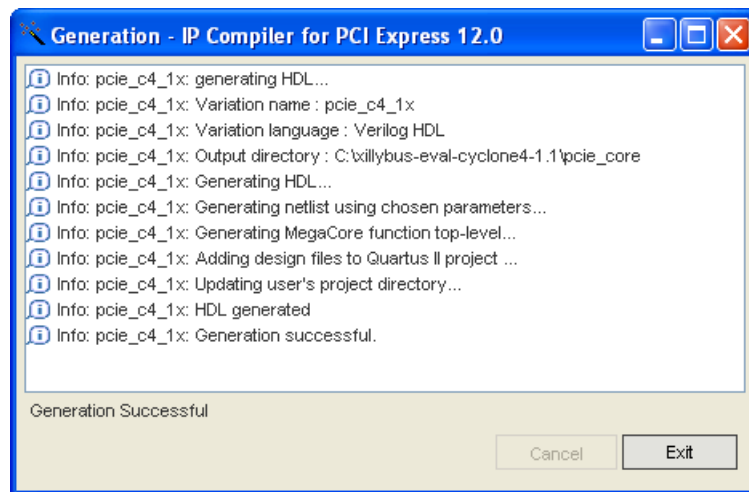 Generation - IP Compiler for PCI Express 12.0
Info: pcie_c4_1x: generating HDL...
Info: pcie_c4_1x: Variation name : pcie_c4_1x
Info: pcie_c4_1x: Variation language : Verilog HDL
Info: pcie_c4_1x: Output directory : C:\xillybus-eval-cyclone4-1.1\pcie_core
Info: pcie_c4_1x: Generating HDL...
Info: pcie_c4_1x: Generating netlist using chosen parameters...
Info: pcie_c4_1x: Generating MegaCore function top-level...
Info: pcie_c4_1x: Adding design files to Quartus II project ...
Info: pcie_c4_1x: Updating user's project directory...
Info: pcie_c4_1x: HDL generated
Info: pcie_c4_1x: Generation successful.
Generation Successful
Cancel Exit